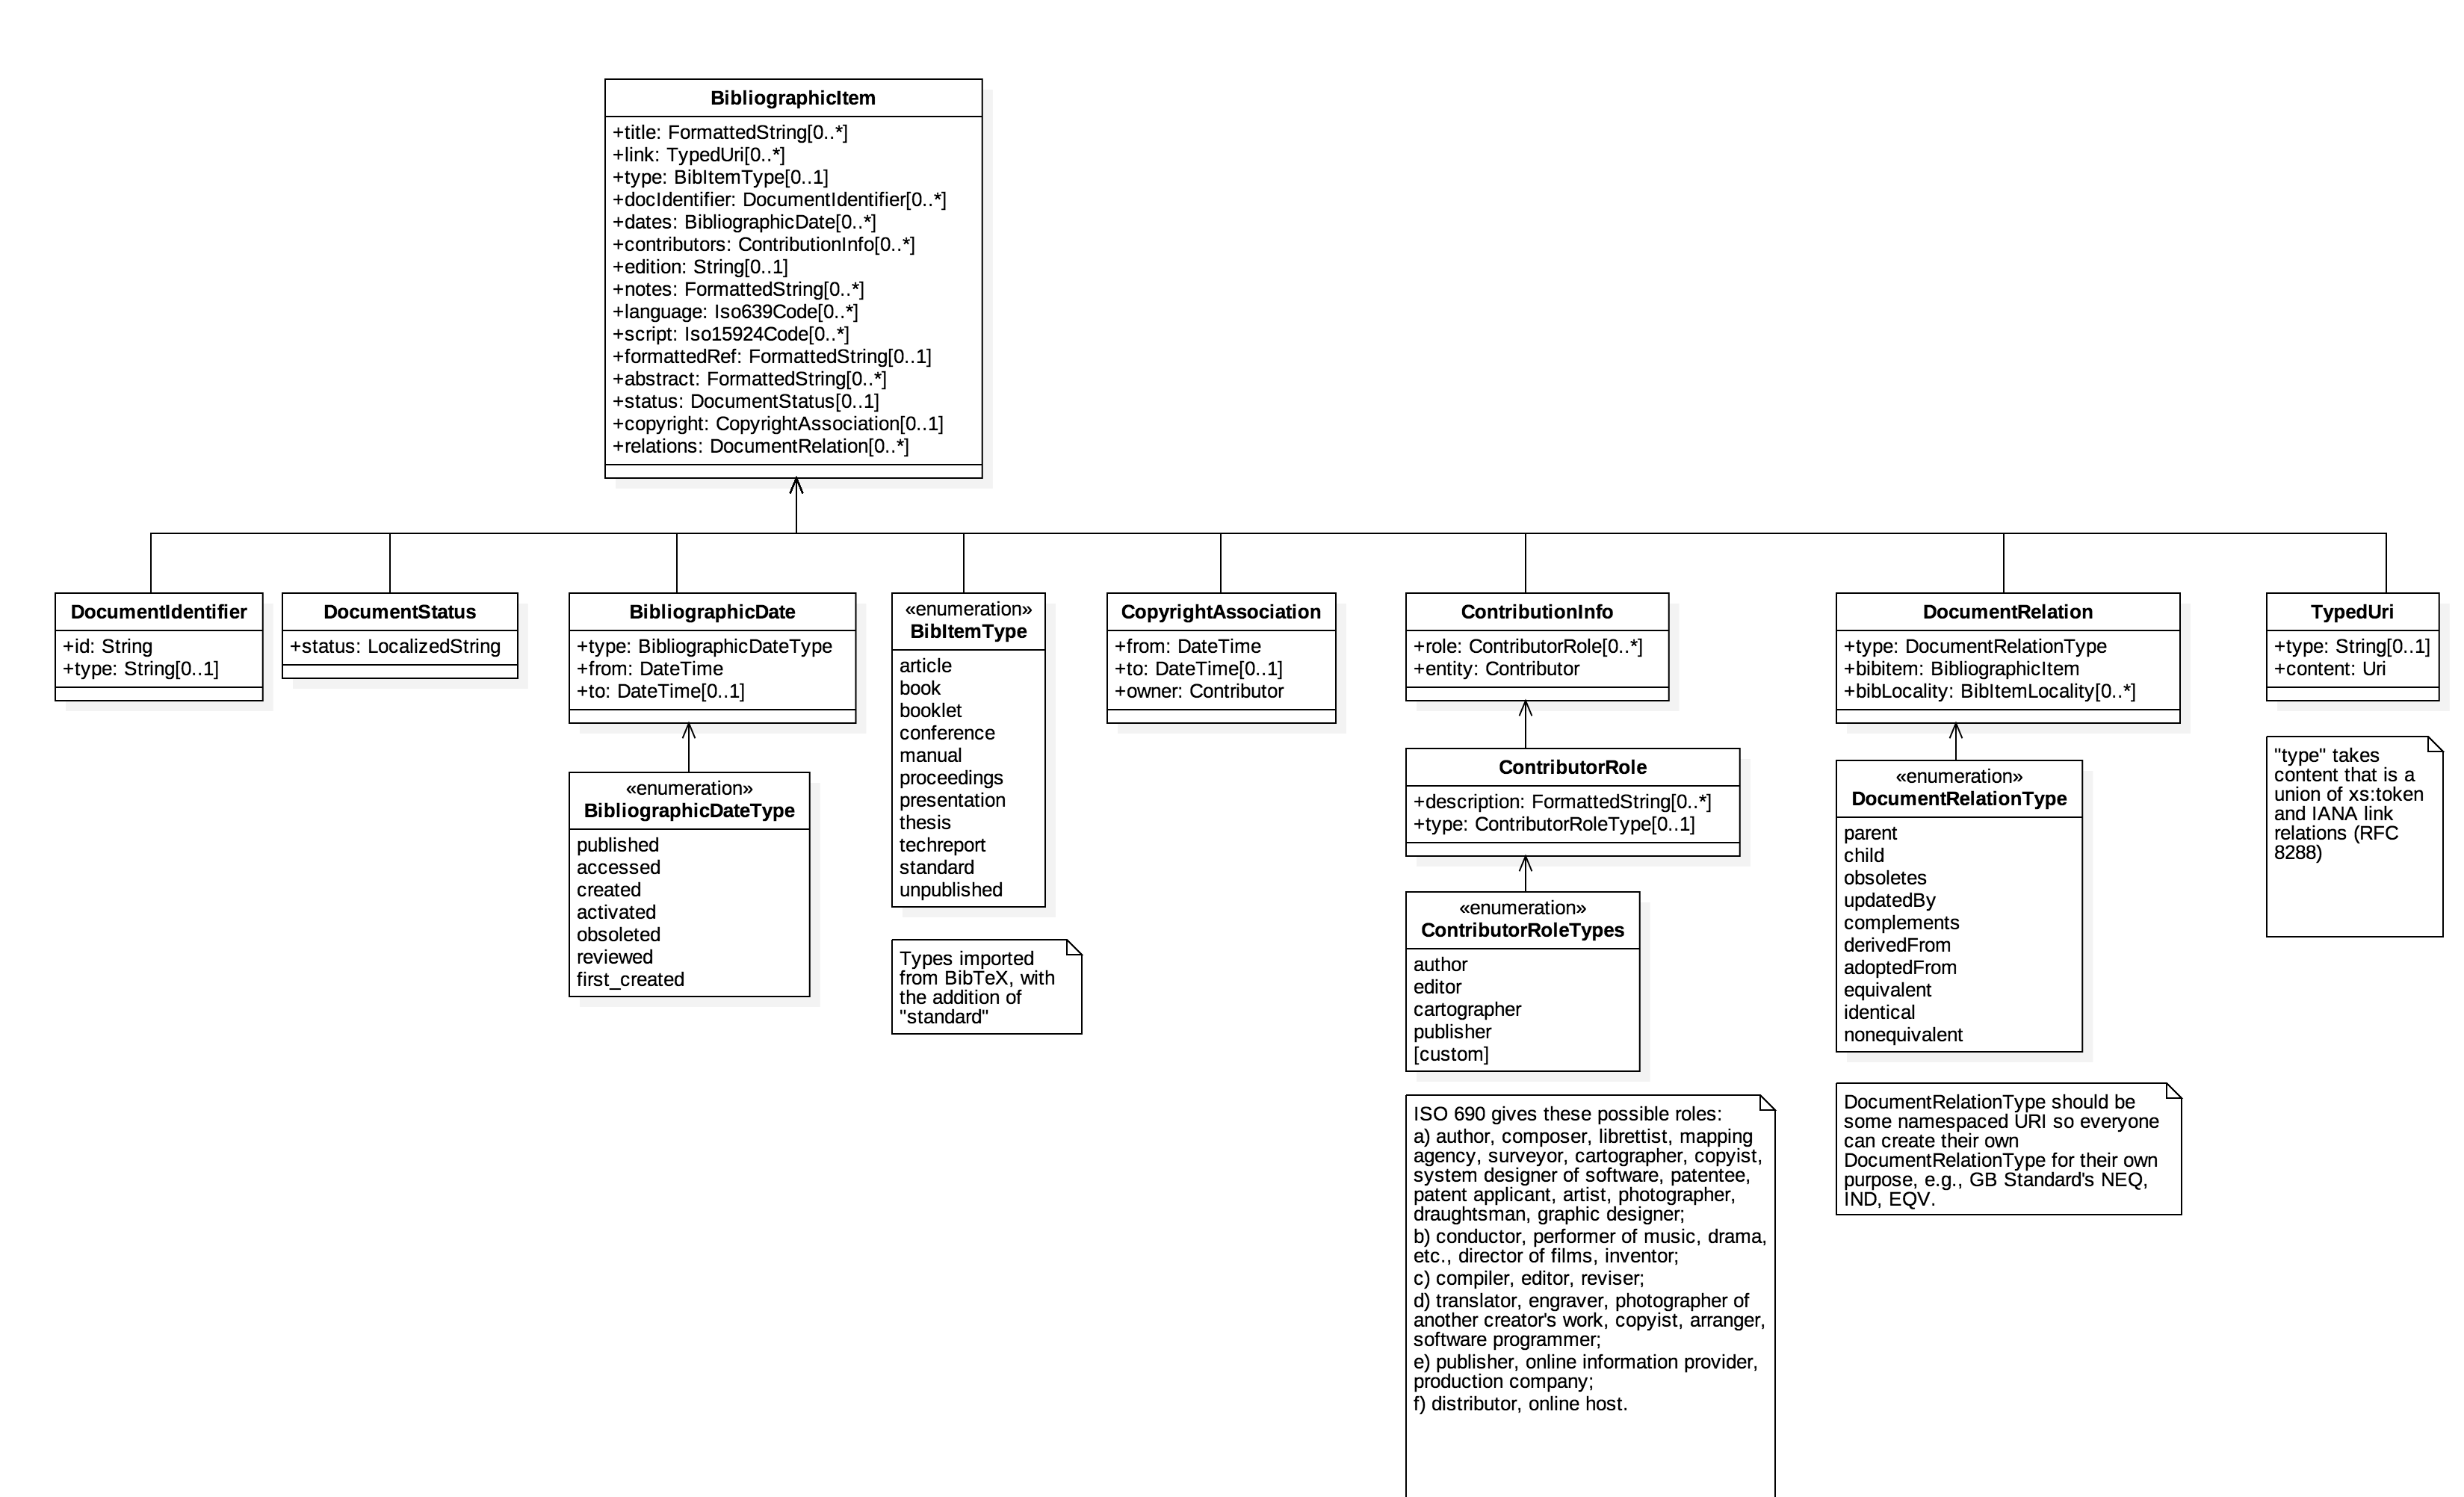 BibliographicItem
+title: FormattedString[0..*]
+link: TypedUri[0..*]
+type: BibItemType[0..1]
+docIdentifier: DocumentIdentifier[0..*]
+dates: BibliographicDate[0..*]
+contributors: ContributionInfo[0..*]
+edition: String[0..1]
+notes: FormattedString[0..*]
+language: Iso639Code[0..*]
+script: Iso15924Code[0..*]
+formattedRef: FormattedString[0..1]
+abstract: FormattedString[0..*]
+status: DocumentStatus[0..1]
+copyright: CopyrightAssociation[0..1]
+relations: DocumentRelation[0..*]
DocumentIdentifier
+id: String
+type: String[0..1]
DocumentStatus
+status: LocalizedString
BibliographicDate
+type: BibliographicDateType
+from: DateTime
+to: DateTime[0..1]
«enumeration»
BibliographicDateType
published
accessed
created
activated
obsoleted
reviewed
first_created
«enumeration»
BibItemType
article
book
booklet
conference
manual
proceedings
presentation
thesis
techreport
standard
unpublished
Types imported
from BibTeX, with
the addition of
"standard"
CopyrightAssociation
+from: DateTime
+to: DateTime[0..1]
+owner: Contributor
ContributionInfo
+role: ContributorRole[0..*]
+entity: Contributor
ContributorRole
+description: FormattedString[0..*]
+type: ContributorRoleType[0..1]
«enumeration»
ContributorRoleTypes
author
editor
cartographer
publisher
[custom]
ISO 690 gives these possible roles:
a) author, composer, librettist, mapping
agency, surveyor, cartographer, copyist,
system designer of software, patentee,
patent applicant, artist, photographer,
draughtsman, graphic designer;
b) conductor, performer of music, drama,
etc., director of films, inventor;
c) compiler, editor, reviser;
d) translator, engraver, photographer of
another creator's work, copyist, arranger,
software programmer;
e) publisher, online information provider,
production company;
f) distributor, online host.
DocumentRelation
+type: DocumentRelationType
+bibitem: BibliographicItem
+bibLocality: BibItemLocality[0..*]
«enumeration»
DocumentRelationType
parent
child
obsoletes
updatedBy
complements
derivedFrom
adoptedFrom
equivalent
identical
nonequivalent
DocumentRelationType should be
some namespaced URI so everyone
can create their own
DocumentRelationType for their own
purpose, e.g., GB Standard's NEQ,
IND, EQV.
TypedUri
+type: String[0..1]
+content: Uri
"type" takes
content that is a
union of xs:token
and IANA link
relations (RFC
8288)